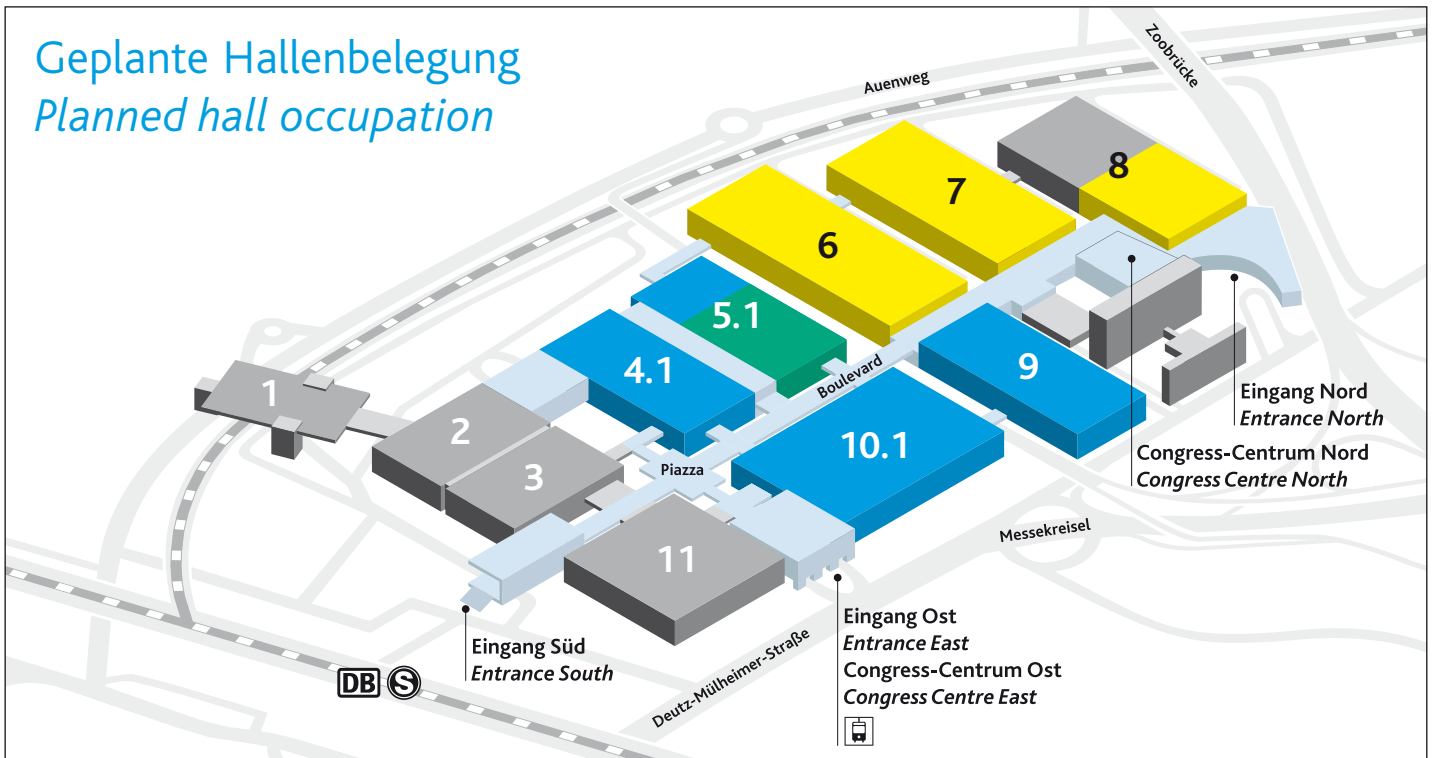 Geplante Hallenbelegung
Planned hall occupation
Zoobrücke
Auenweg
8
7
6
5.1
Boulevard
4.1
9
1
Eingang Nord
Entrance North
2
10.1
Congress-Centrum Nord
Congress Centre North
3
Piazza
Messekreisel
11
Eingang Ost
Entrance East
Congress-Centrum Ost
Congress Centre East
Eingang Süd
Entrance South
Deutz-Mülheimer-Straße
DB S